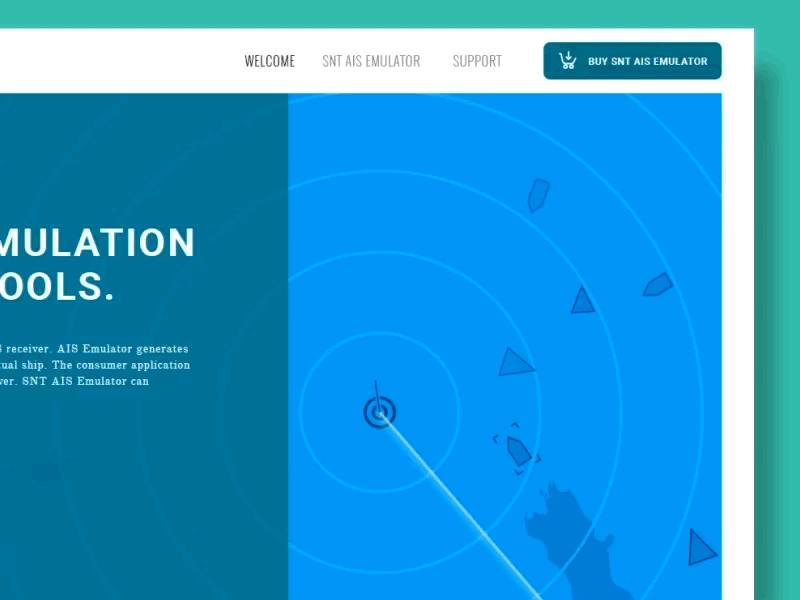 WELCOME SNT AIS EMULATOR SUPPORT BUY SNT AIS EMULATOR
MULATION
OOLS.
receiver. AIS Emulator generates
tual ship. The consumer application
ver. SNT AIS Emulator can